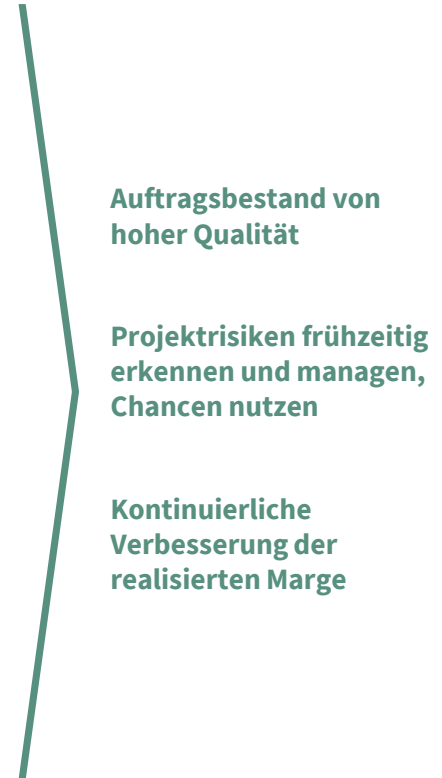 Auftragsbestand von
hoher Qualität
Projektrisiken frühzeitig
erkennen und managen,
Chancen nutzen
Kontinuierliche
Verbesserung der
realisierten Marge